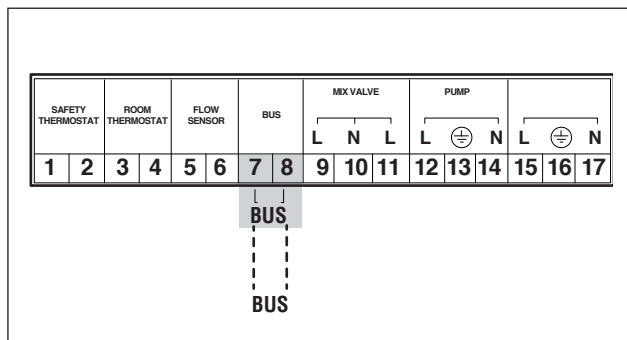 SAFETY THERMOSTAT
ROOM THERMOSTAT
FLOW SENSOR
BUS
MIX VALVE
PUMP
L N L L N L N
1 2 3 4 5 6 7 8 9 10 11 12 13 14 15 16 17
BUS
BUS